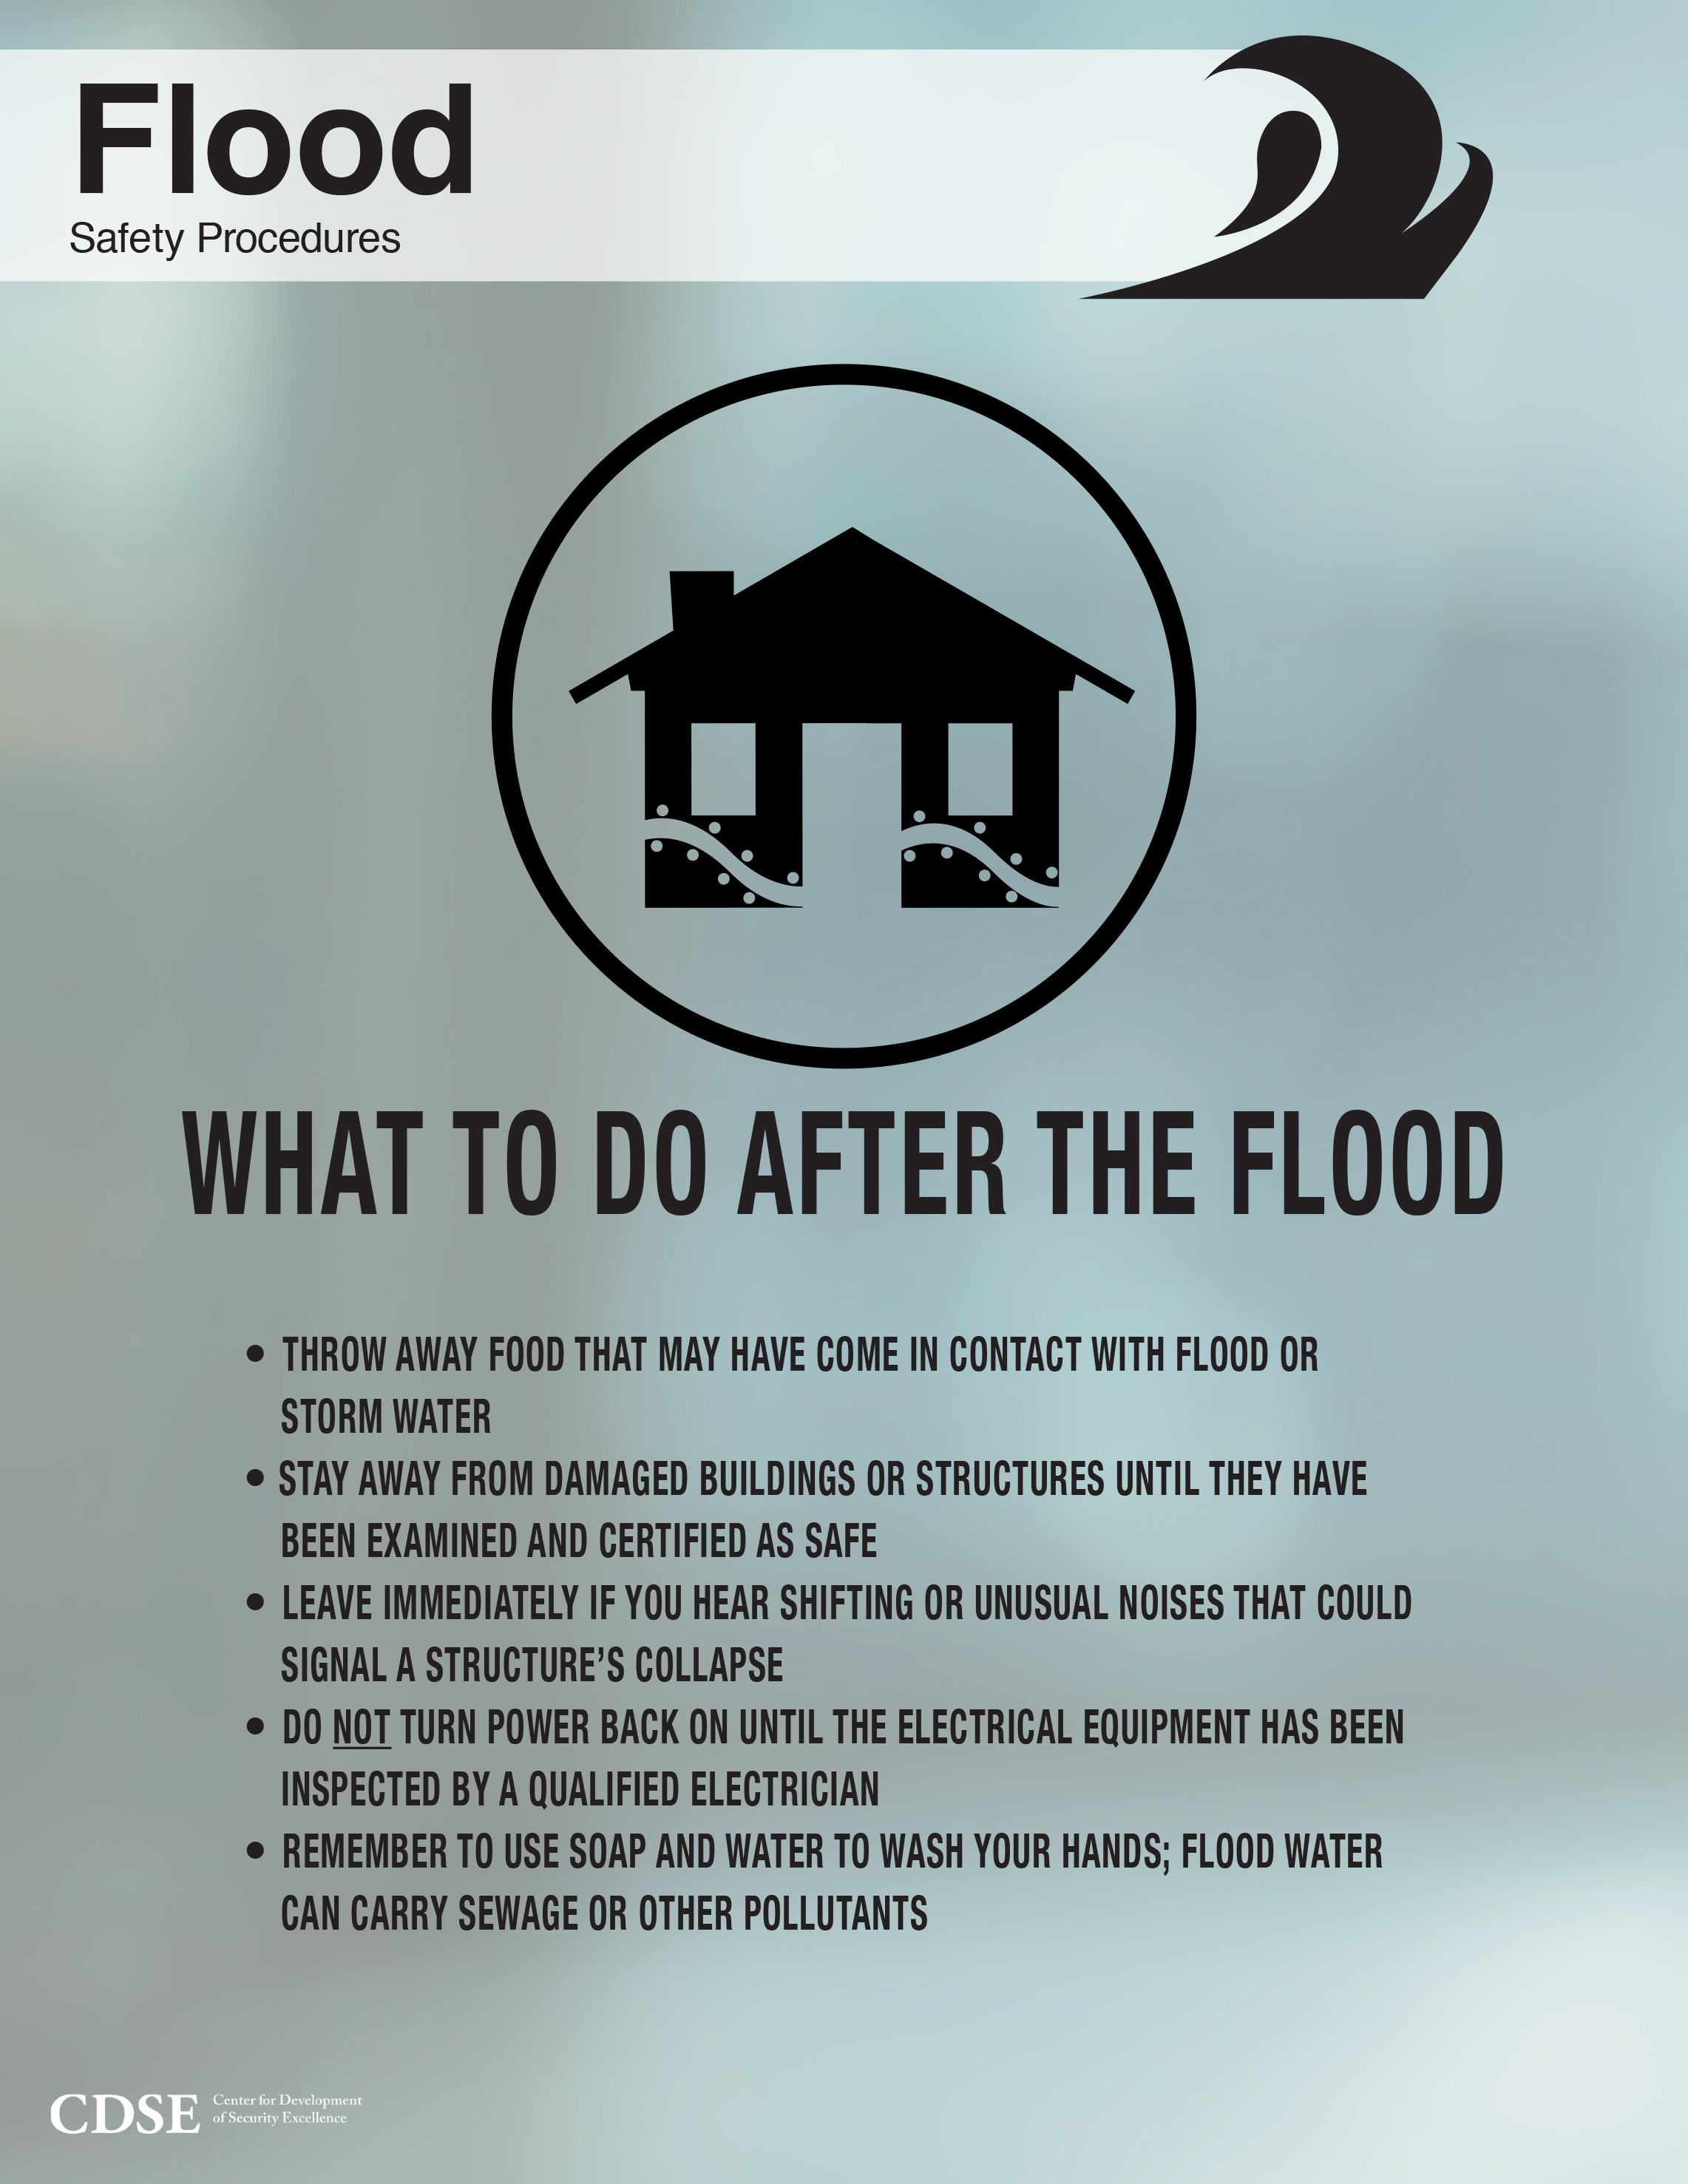 Flood
Safety Procedures
WHAT TO DO AFTER THE FLOOD
• THROW AWAY FOOD THAT MAY HAVE COME IN CONTACT WITH FLOOD OR
STORM WATER
• STAY AWAY FROM DAMAGED BUILDINGS OR STRUCTURES UNTIL THEY HAVE
BEEN EXAMINED AND CERTIFIED AS SAFE
• LEAVE IMMEDIATELY IF YOU HEAR SHIFTING OR UNUSUAL NOISES THAT COULD
SIGNAL A STRUCTURE’S COLLAPSE
• DO NOT TURN POWER BACK ON UNTIL THE ELECTRICAL EQUIPMENT HAS BEEN
INSPECTED BY A QUALIFIED ELECTRICIAN
• REMEMBER TO USE SOAP AND WATER TO WASH YOUR HANDS; FLOOD WATER
CAN CARRY SEWAGE OR OTHER POLLUTANTS
CDSE
Center for Development
of Security Excellence